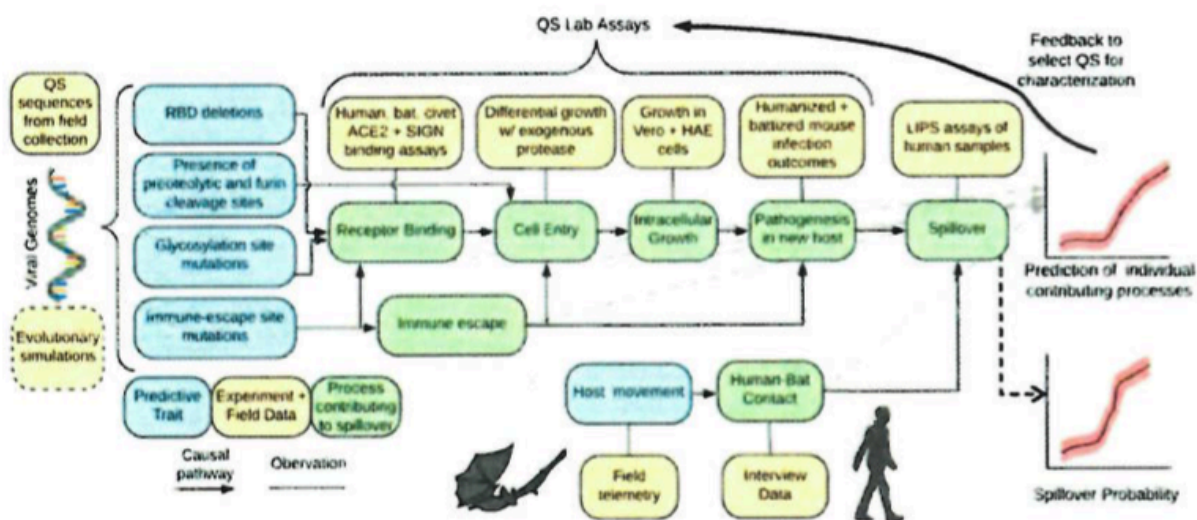 QS Lab Assays
Feedback to
select QS for
characterization
QS
sequences
from field
collection
RBD deletions
Human, bat, civet
ACE2 + SIGN
binding assays
Differential growth
w/ exogenous
protease
Growth in
Vero + HAE
cells
Humanized +
batized mouse
infection
outcomes
LIPS assays of
human samples
Presence of
proteolytic and furin
cleavage sites
Viral Genomes
Receptor Binding
Cell Entry
Intracellular
Growth
Pathogenesis
in new host
Spillover
Glycosylation site
mutations
Prediction of individual
contributing processes
Evolutionary
simulations
Immune-escape site
mutations
Immune escape
Predictive
Trait
Experiment +
Field Data
Process
contributing
to spillover
Host movement
Human-Bat
Contact
Causal
pathway
Obervation
Field
telemetry
Interview
Data
Spillover Probability